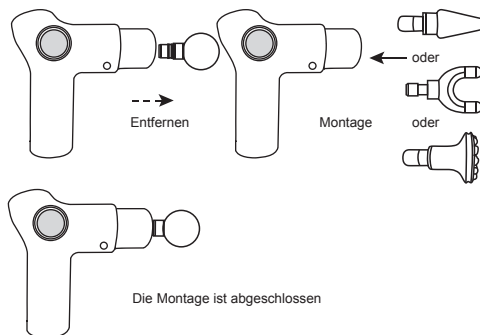 oder
Entfernen
Montage
oder
Die Montage ist abgeschlossen